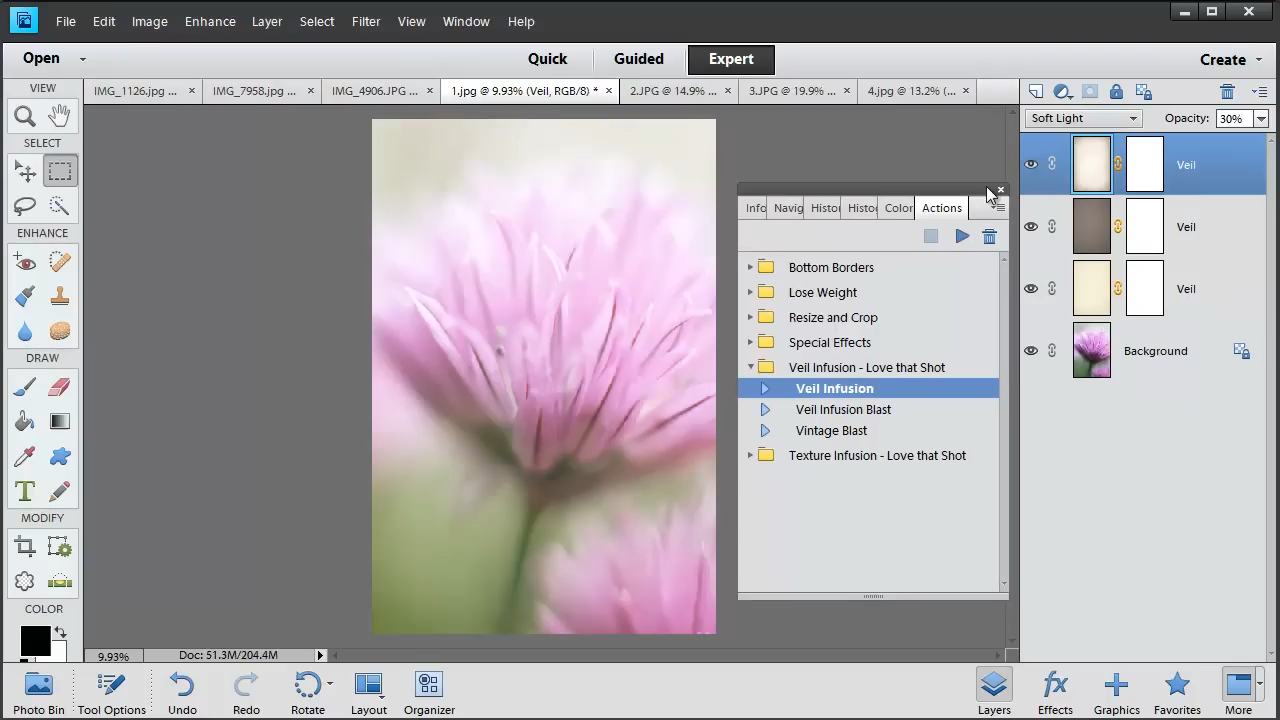 File Edit Image Enhance Layer Select Filter View Window Help
Open Quick Guided Expert Create
VIEW
IMG_1126.jpg ... × IMG_7958.jpg ... × IMG_4906.JPG ... × 1.jpg @ 9.93% (Veil, RGB/8) * × 2.JPG @ 14.9% ... × 3.JPG @ 19.9% ... × 4.jpg @ 13.2% (... ×
Soft Light Opacity: 30%
SELECT
Veil
Info Navig Histo Histo Color Actions
Veil
ENHANCE
Bottom Borders
Lose Weight
Veil
Resize and Crop
Special Effects
Background
DRAW
Veil Infusion - Love that Shot
Veil Infusion
Veil Infusion Blast
Vintage Blast
Texture Infusion - Love that Shot
MODIFY
COLOR
9.93% Doc: 51.3M/204.4M
Photo Bin Tool Options Undo Redo Rotate Layout Organizer Layers Effects Graphics Favorites More